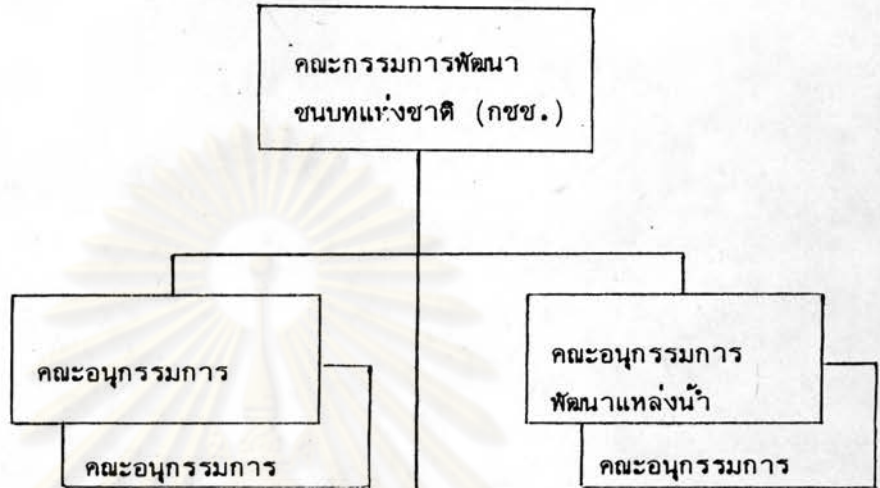 คณะกรรมการพัฒนา
ชนบทแห่งชาติ (กชช.)
คณะอนุกรรมการ
คณะอนุกรรมการ
พัฒนาแหล่งน้ำ
คณะอนุกรรมการ
คณะอนุกรรมการ